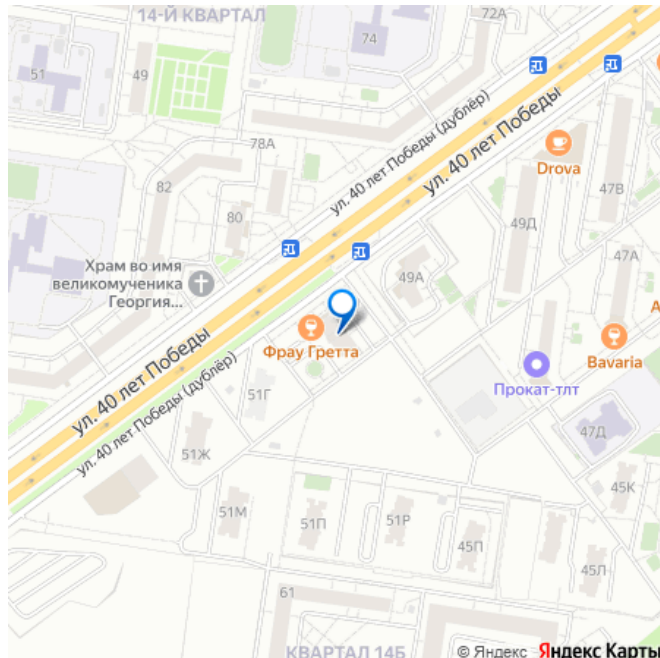 14-Й КВАРТАЛ
72А
74
51
49
ул. 40 лет Победы (дублёр)
ул. 40 лет Победы
78А
82
80
Drova
47В
49Д
47А
Храм во имя
великомученика
Георгия...
49А
Фрау Гретта
Bavaria
Прокат-тлт
ул. 40 лет Победы
ул. 40 лет Победы (дублёр)
51Г
51Ж
47Д
45К
51М
51П
51Р
45П
45Л
61
КВАРТАЛ 14Б
© Яндекс Яндекс Карты